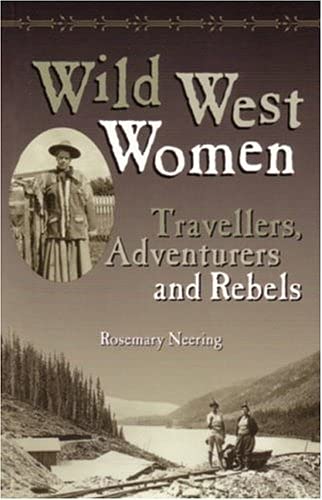 Wild West
Women
Travellers,
Adventurers
and Rebels
Rosemary Neering